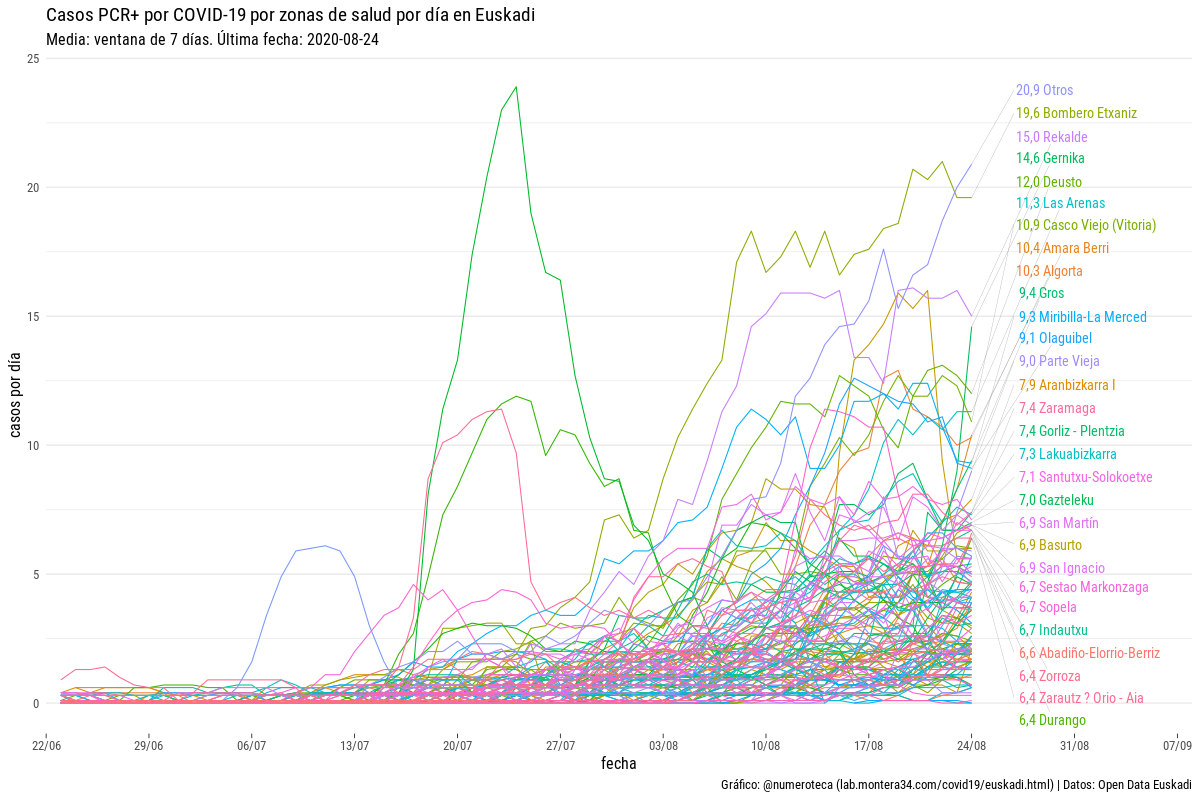 Casos PCR+ por COVID-19 por zonas de salud por día en Euskadi
Media: ventana de 7 días. Última fecha: 2020-08-24
25
20
15
10
5
0
casos por día
20,9 Otros
19,6 Bombero Etxaniz
15,0 Rekalde
14,6 Gernika
12,0 Deusto
11,3 Las Arenas
10,9 Casco Viejo (Vitoria)
10,4 Amara Berri
10,3 Algorta
9,4 Gros
9,3 Miribilla-La Merced
9,1 Olaguibel
9,0 Parte Vieja
7,9 Aranbizkarra I
7,4 Zaramaga
7,4 Gorliz - Plentzia
7,3 Lakuabizkarra
7,1 Santutxu-Solokoetxe
7,0 Gazteleku
6,9 San Martín
6,9 Basurto
6,9 San Ignacio
6,7 Sestao Markonzaga
6,7 Sopela
6,7 Indautxu
6,6 Abadiño-Elorrio-Berriz
6,4 Zorroza
6,4 Zarautz ? Orio - Aia
6,4 Durango
22/06 29/06 06/07 13/07 20/07 27/07 03/08 10/08 17/08 24/08 31/08 07/09
fecha
Gráfico: @numeroteca (lab.montera34.com/covid19/euskadi.html) | Datos: Open Data Euskadi